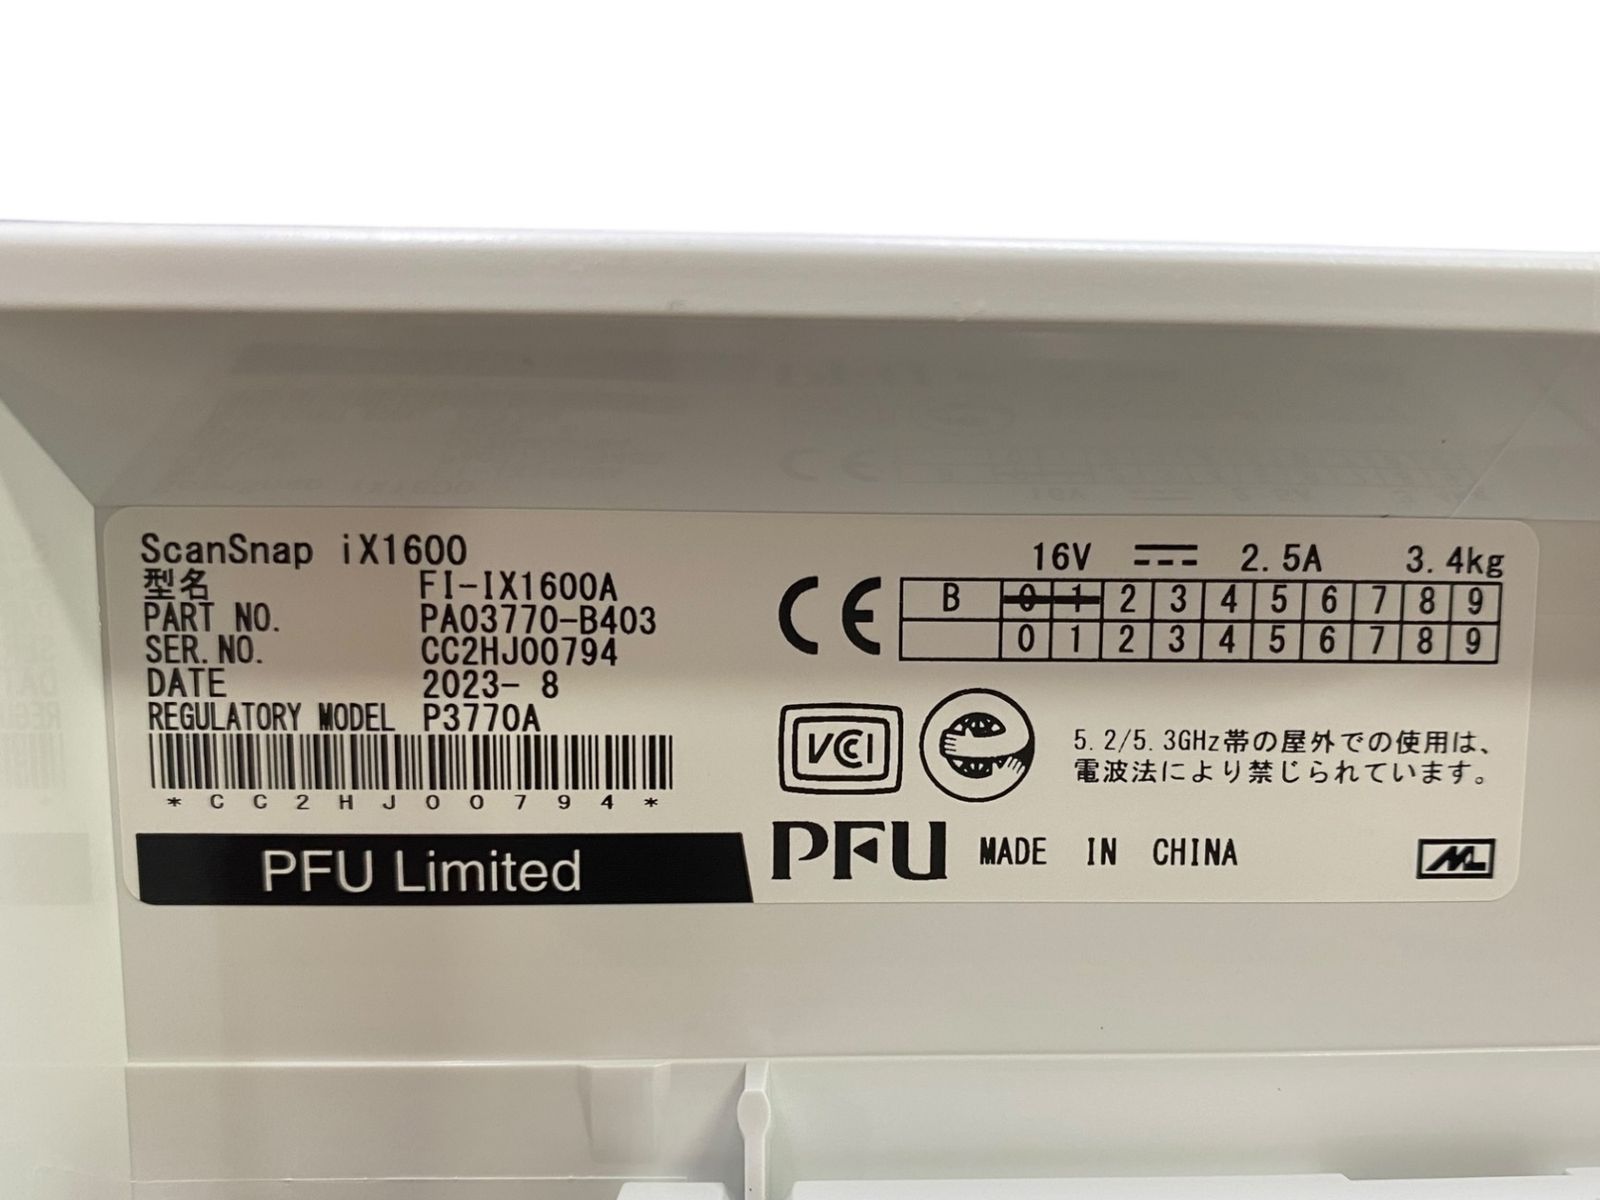 ScanSnap iX1600
型名 FI-IX1600A
PART NO. PA03770-B403
SER. NO. CC2HJ00794
DATE 2023- 8
REGULATORY MODEL P3770A
*CC2HJ00794*
PFU Limited
16V 2.5A 3.4kg
CE
B 0 1 2 3 4 5 6 7 8 9
0 1 2 3 4 5 6 7 8 9
VCCI
5.2/5.3GHz帯の屋外での使用は、
電波法により禁じられています。
PFU MADE IN CHINA